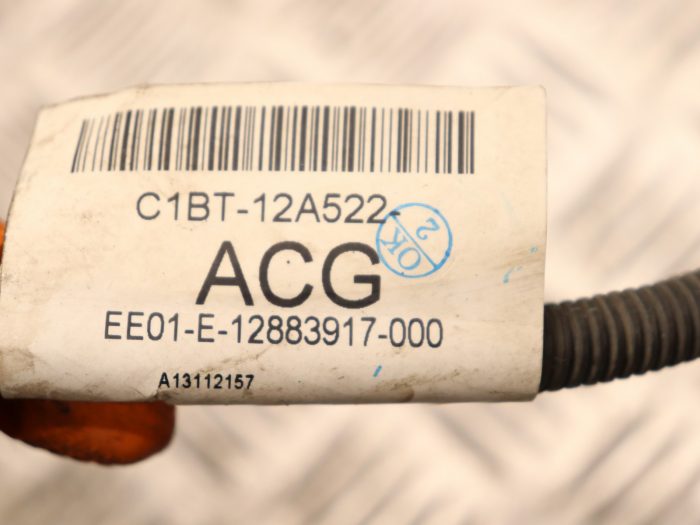 C1BT-12A522-
ACG
OK
2
EE01-E-12883917-000
A13112157